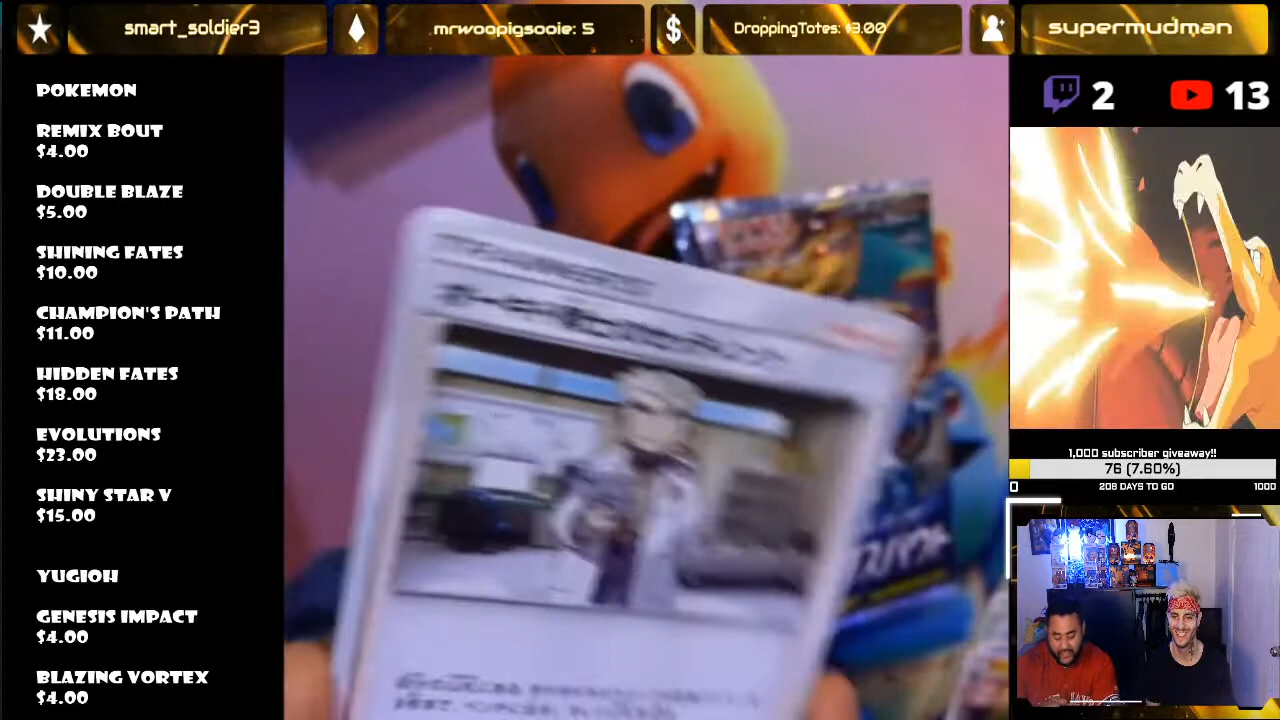 smart_soldier3
mrwoopigsooie: 5
$
DroppingTotes: $3.00
supermudman
2
13
POKEMON
REMIX BOUT
$4.00
DOUBLE BLAZE
$5.00
SHINING FATES
$10.00
CHAMPION'S PATH
$11.00
HIDDEN FATES
$18.00
EVOLUTIONS
$23.00
SHINY STAR V
$15.00
YUGIOH
GENESIS IMPACT
$4.00
BLAZING VORTEX
$4.00
1,000 subscriber giveaway!!
76 (7.60%)
0
208 DAYS TO GO
1000